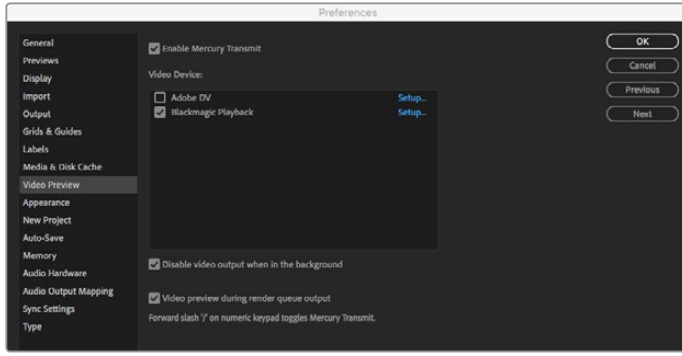 Preferences
General
Previews
Display
Import
Output
Grids & Guides
Labels
Media & Disk Cache
Video Preview
Appearance
New Project
Auto-Save
Memory
Audio Hardware
Audio Output Mapping
Sync Settings
Type
Enable Mercury Transmit
Video Device:
Adobe DV Setup...
Blackmagic Playback Setup...
Disable video output when in the background
Video preview during render queue output
Forward slash '/' on numeric keypad toggles Mercury Transmit.
OK
Cancel
Previous
Next